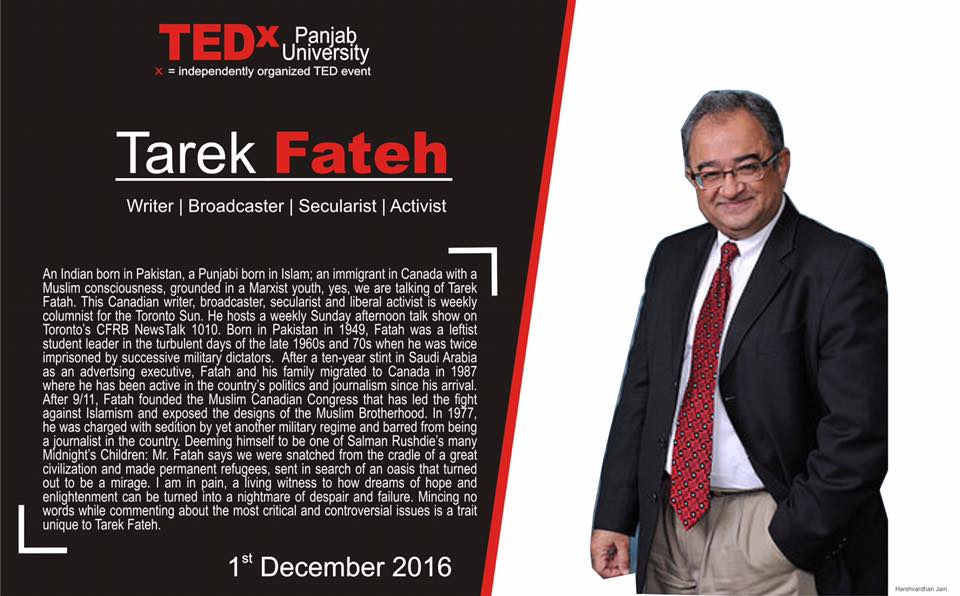 TEDx Panjab
University
x = independently organized TED event
Tarek Fateh
Writer | Broadcaster | Secularist | Activist
An Indian born in Pakistan, a Punjabi born in Islam; an immigrant in Canada with a
Muslim consciousness, grounded in a Marxist youth, yes, we are talking of Tarek
Fatah. This Canadian writer, broadcaster, secularist and liberal activist is weekly
columnist for the Toronto Sun. He hosts a weekly Sunday afternoon talk show on
Toronto's CFRB NewsTalk 1010. Born in Pakistan in 1949, Fatah was a leftist
student leader in the turbulent days of the late 1960s and 70s when he was twice
imprisoned by successive military dictators. After a ten-year stint in Saudi Arabia
as an advertsing executive, Fatah and his family migrated to Canada in 1987
where he has been active in the country's politics and journalism since his arrival.
After 9/11, Fatah founded the Muslim Canadian Congress that has led the fight
against Islamism and exposed the designs of the Muslim Brotherhood. In 1977,
he was charged with sedition by yet another military regime and barred from being
a journalist in the country. Deeming himself to be one of Salman Rushdie's many
Midnight's Children: Mr. Fatah says we were snatched from the cradle of a great
civilization and made permanent refugees, sent in search of an oasis that turned
out to be a mirage. I am in pain, a living witness to how dreams of hope and
enlightenment can be turned into a nightmare of despair and failure. Mincing no
words while commenting about the most critical and controversial issues is a trait
unique to Tarek Fateh.
1st December 2016
Harshvardhan Jain